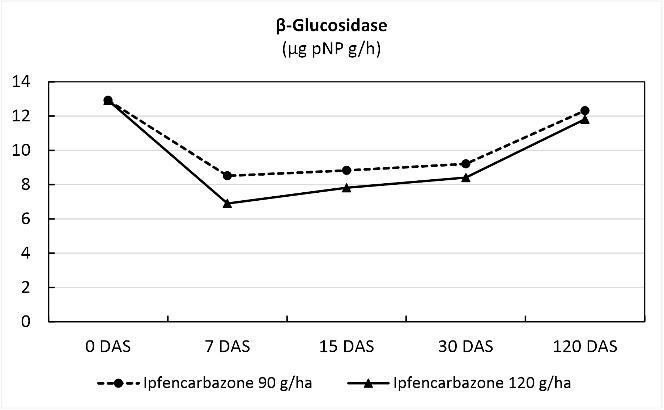 β-Glucosidase
(µg pNP g/h)
14
12
10
8
6
4
2
0
0 DAS 7 DAS 15 DAS 30 DAS 120 DAS
Ipfencarbazone 90 g/ha Ipfencarbazone 120 g/ha